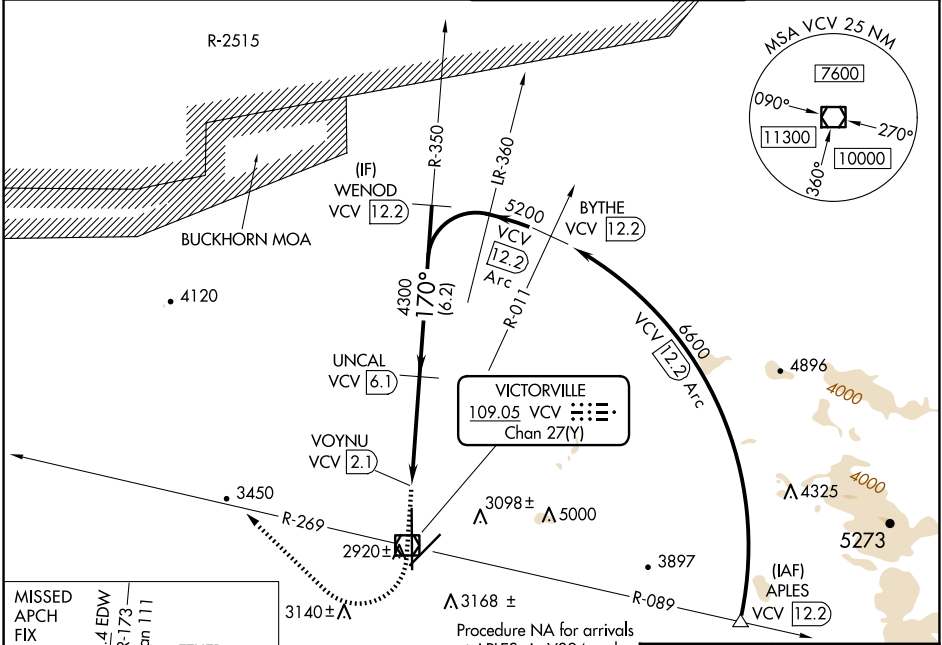 R-2515
MSA VCV 25 NM
7600
090°
270°
11300
10000
360°
R-350
LR-360
(IF)
WENOD
VCV 12.2
5200
VCV
12.2
Arc
BYTHE
VCV 12.2
BUCKHORN MOA
R-011
4120
4300
170°
(6.2)
6600
VCV 12.2 Arc
UNCAL
VCV 6.1
4896
4000
VICTORVILLE
109.05 VCV
Chan 27(Y)
VOYNU
VCV 2.1
3450
R-269
3098 ±
5000
4325
4000
5273
2920 ±
3897
(IAF)
APLES
VCV 12.2
R-089
3140 ±
3168 ±
MISSED
APCH
FIX
EDW
R-173
111
Procedure NA for arrivals